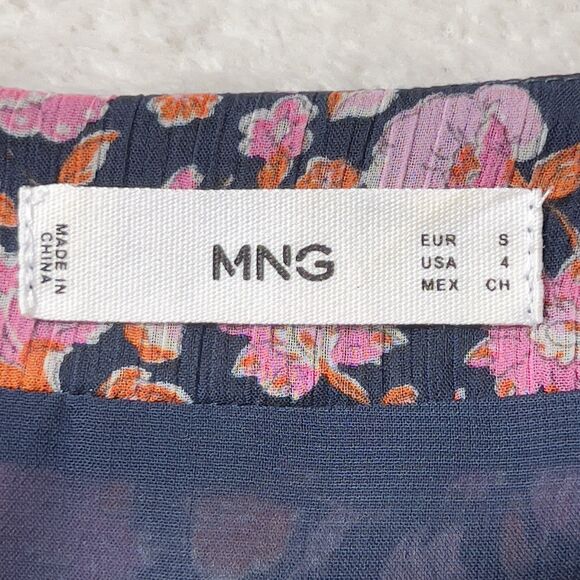 MADE IN
CHINA
MNG
EUR S
USA 4
MEX CH